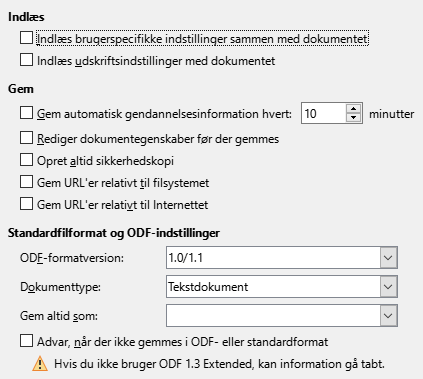 Indlæs
Indlæs brugerspecifikke indstillinger sammen med dokumentet
Indlæs udskriftsindstillinger med dokumentet
Gem
Gem automatisk gendannelsesinformation hvert: 10 minutter
Rediger dokumentegenskaber før der gemmes
Opret altid sikkerhedskopi
Gem URL'er relativt til filsystemet
Gem URL'er relativt til Internettet
Standardfilformat og ODF-indstillinger
ODF-formatversion: 1.0/1.1
Dokumenttype: Tekstdokument
Gem altid som:
Advar, når der ikke gemmes i ODF- eller standardformat
Hvis du ikke bruger ODF 1.3 Extended, kan information gå tabt.